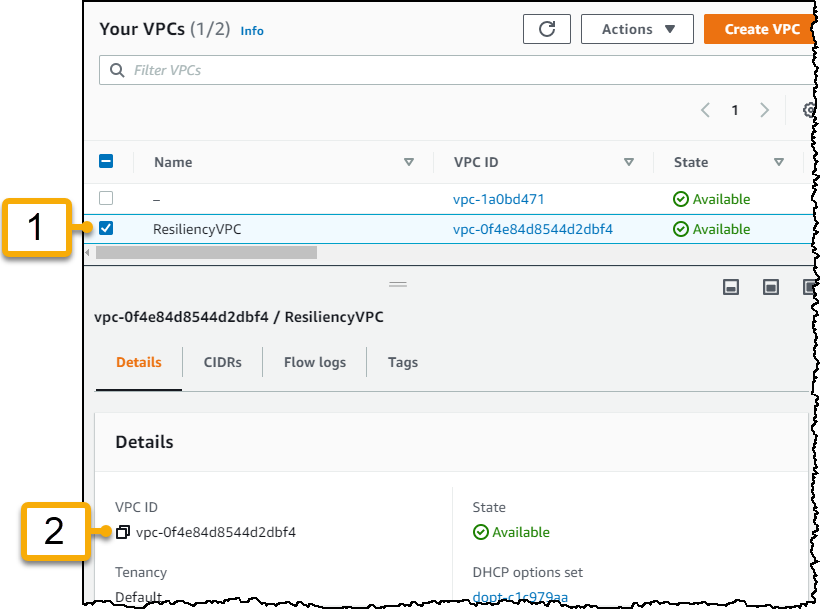 Your VPCs (1/2) Info Actions Create VPC
Filter VPCs
1
Name VPC ID State
– vpc-1a0bd471 Available
1
ResiliencyVPC vpc-0f4e84d8544d2dbf4 Available
vpc-0f4e84d8544d2dbf4 / ResiliencyVPC
Details CIDRs Flow logs Tags
Details
VPC ID State
2
vpc-0f4e84d8544d2dbf4 Available
Tenancy DHCP options set
Default dopt-c1c979aa